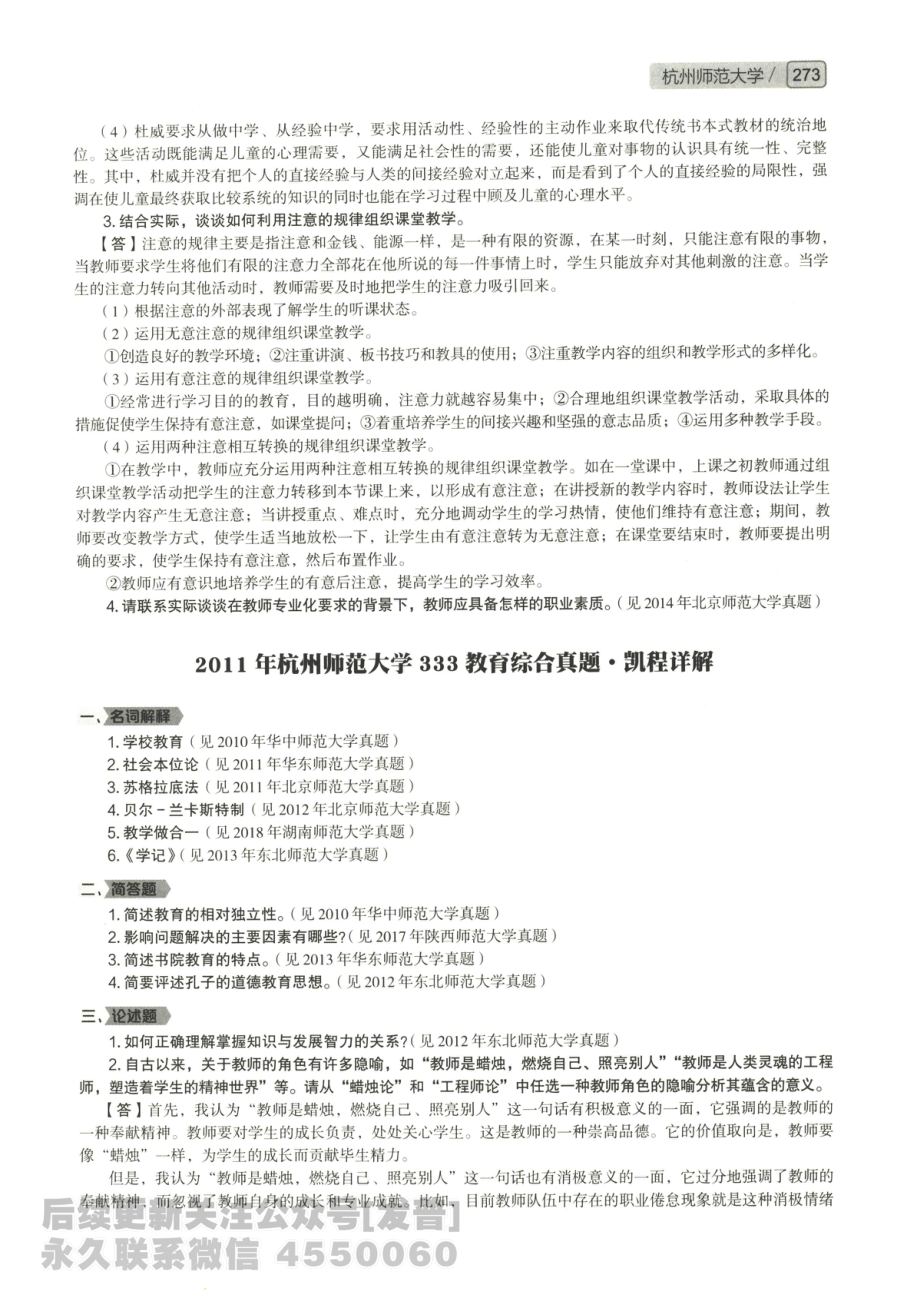 杭州师范大学/ 273
（4）杜威要求从做中学、从经验中学，要求用活动性、经验性的主动作业来取代传统书本式教材的统治地
位。这些活动既能满足儿童的心理需要，又能满足社会性的需要，还能使儿童对事物的认识具有统一性、完整
性。其中，杜威并没有把个人的直接经验与人类的间接经验对立起来，而是看到了个人的直接经验的局限性，强
调在使儿童最终获取比较系统的知识的同时也能在学习过程中顾及儿童的心理水平。
3. 结合实际，谈谈如何利用注意的规律组织课堂教学。
【答】注意的规律主要是指注意和金钱、能源一样，是一种有限的资源，在某一时刻，只能注意有限的事物，
当教师要求学生将他们有限的注意力全部花在他所说的每一件事情上时，学生只能放弃对其他刺激的注意。当学
生的注意力转向其他活动时，教师需要及时地把学生的注意力吸引回来。
（1）根据注意的外部表现了解学生的听课状态。
（2）运用无意注意的规律组织课堂教学。
①创造良好的教学环境；②注重讲演、板书技巧和教具的使用；③注重教学内容的组织和教学形式的多样化。
（3）运用有意注意的规律组织课堂教学。
①经常进行学习目的的教育，目的越明确，注意力就越容易集中；②合理地组织课堂教学活动，采取具体的
措施促使学生保持有意注意，如课堂提问；③着重培养学生的间接兴趣和坚强的意志品质；④运用多种教学手段。
（4）运用两种注意相互转换的规律组织课堂教学。
①在教学中，教师应充分运用两种注意相互转换的规律组织课堂教学。如在一堂课中，上课之初教师通过组
织课堂教学活动把学生的注意力转移到本节课上来，以形成有意注意；在讲授新的教学内容时，教师设法让学生
对教学内容产生无意注意；当讲授重点、难点时，充分地调动学生的学习热情，使他们维持有意注意；期间，教
师要改变教学方式，使学生适当地放松一下，让学生由有意注意转为无意注意；在课堂要结束时，教师要提出明
确的要求，使学生保持有意注意，然后布置作业。
②教师应有意识地培养学生的有意后注意，提高学生的学习效率。
4. 请联系实际谈谈在教师专业化要求的背景下，教师应具备怎样的职业素质。（见2014年北京师范大学真题）
2011 年杭州师范大学 333 教育综合真题·凯程详解
一、名词解释
1. 学校教育（见2010年华中师范大学真题）
2. 社会本位论（见2011年华东师范大学真题）
3. 苏格拉底法（见2011年北京师范大学真题）
4. 贝尔－兰卡斯特制（见2012年北京师范大学真题）
5. 教学做合一（见2018年湖南师范大学真题）
6.《学记》（见2013年东北师范大学真题）
二、简答题
1. 简述教育的相对独立性。（见2010年华中师范大学真题）
2. 影响问题解决的主要因素有哪些?（见2017年陕西师范大学真题）
3. 简述书院教育的特点。（见2013年华东师范大学真题）
4. 简要评述孔子的道德教育思想。（见2012年东北师范大学真题）
三、论述题
1. 如何正确理解掌握知识与发展智力的关系?（见2012年东北师范大学真题）
2. 自古以来，关于教师的角色有许多隐喻，如“教师是蜡烛，燃烧自己、照亮别人”“教师是人类灵魂的工程
师，塑造着学生的精神世界”等。请从“蜡烛论”和“工程师论”中任选一种教师角色的隐喻分析其蕴含的意义。
【答】首先，我认为“教师是蜡烛，燃烧自己、照亮别人”这一句话有积极意义的一面，它强调的是教师的
一种奉献精神。教师要对学生的成长负责，处处关心学生。这是教师的一种崇高品德。它的价值取向是，教师要
像“蜡烛”一样，为学生的成长而贡献毕生精力。
但是，我认为“教师是蜡烛，燃烧自己、照亮别人”这一句话也有消极意义的一面，它过分地强调了教师的
奉献精神，而忽视了教师自身的成长和专业成就。比如，目前教师队伍中存在的职业倦怠现象就是这种消极情绪
后续更新关注公众号[发昔]
永久联系微信 4550060